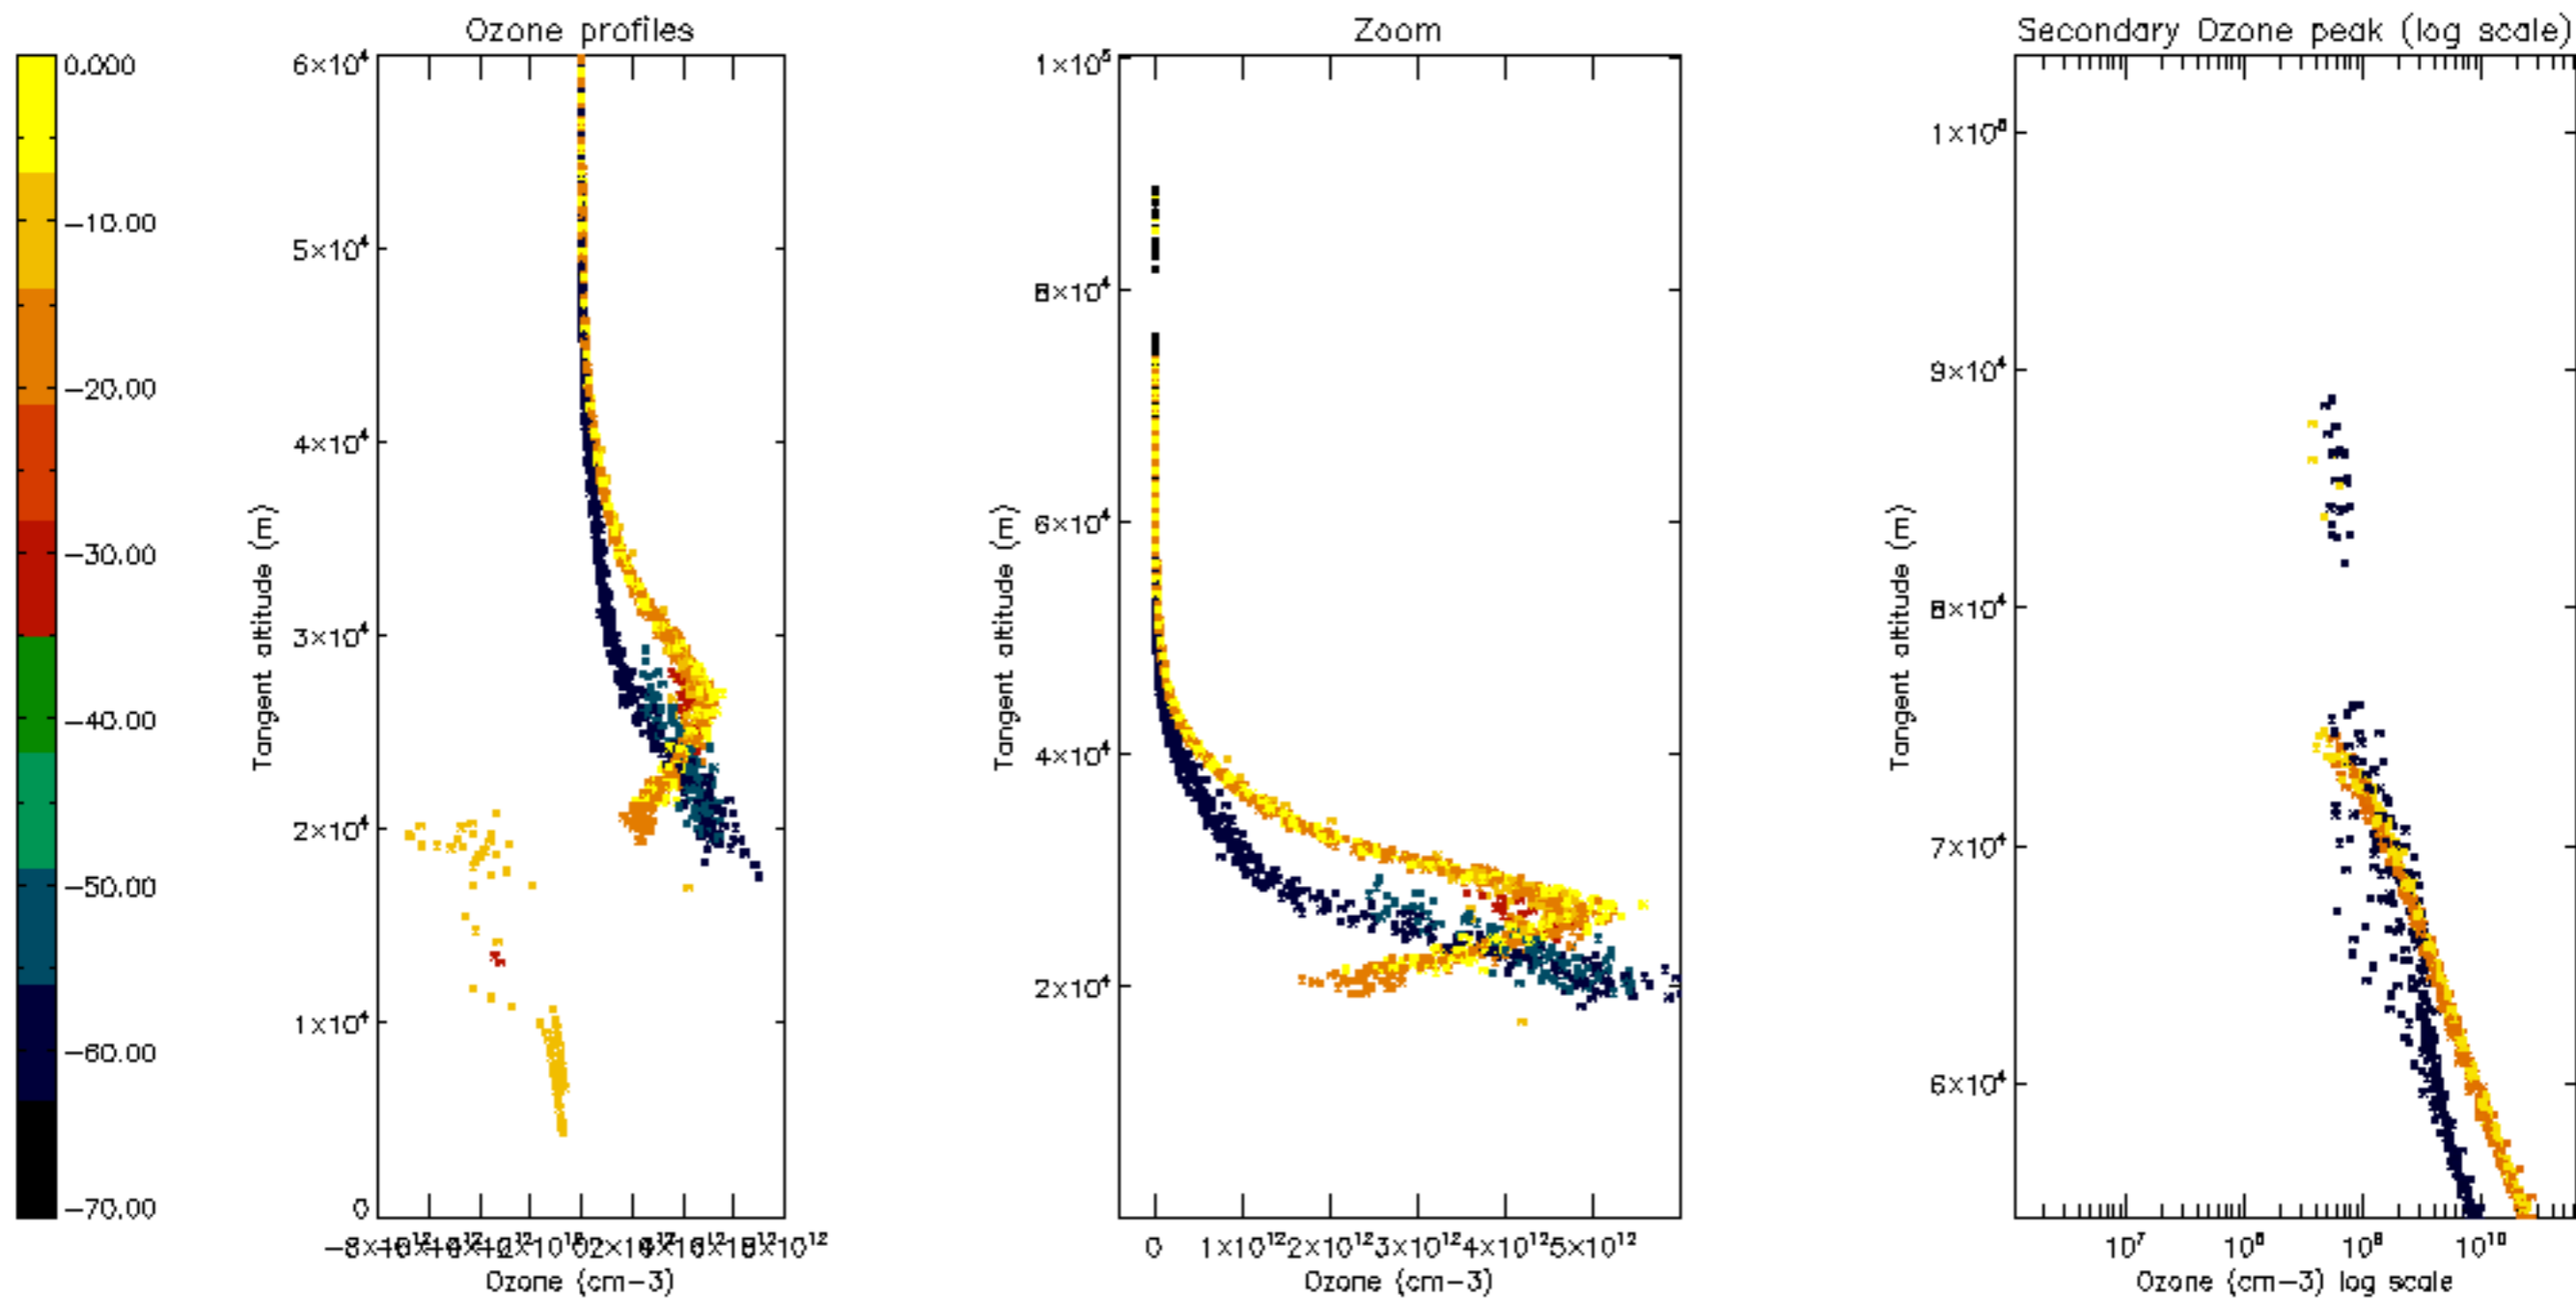 Ozone profiles
Zoom
Secondary Ozone peak (log scale)
0.000
-10.00
-20.00
-30.00
-40.00
-50.00
-60.00
-70.00
6×10⁴
5×10⁴
4×10⁴
3×10⁴
2×10⁴
1×10⁴
0
Tangent altitude (m)
Ozone (cm-3)
1×10⁵
8×10⁴
6×10⁴
4×10⁴
2×10⁴
Tangent altitude (m)
0 1×10¹² 2×10¹² 3×10¹² 4×10¹² 5×10¹²
Ozone (cm-3)
9×10⁴
8×10⁴
7×10⁴
6×10⁴
Tangent altitude (m)
10⁷ 10⁸ 10⁹ 10¹⁰
Ozone (cm-3) log scale